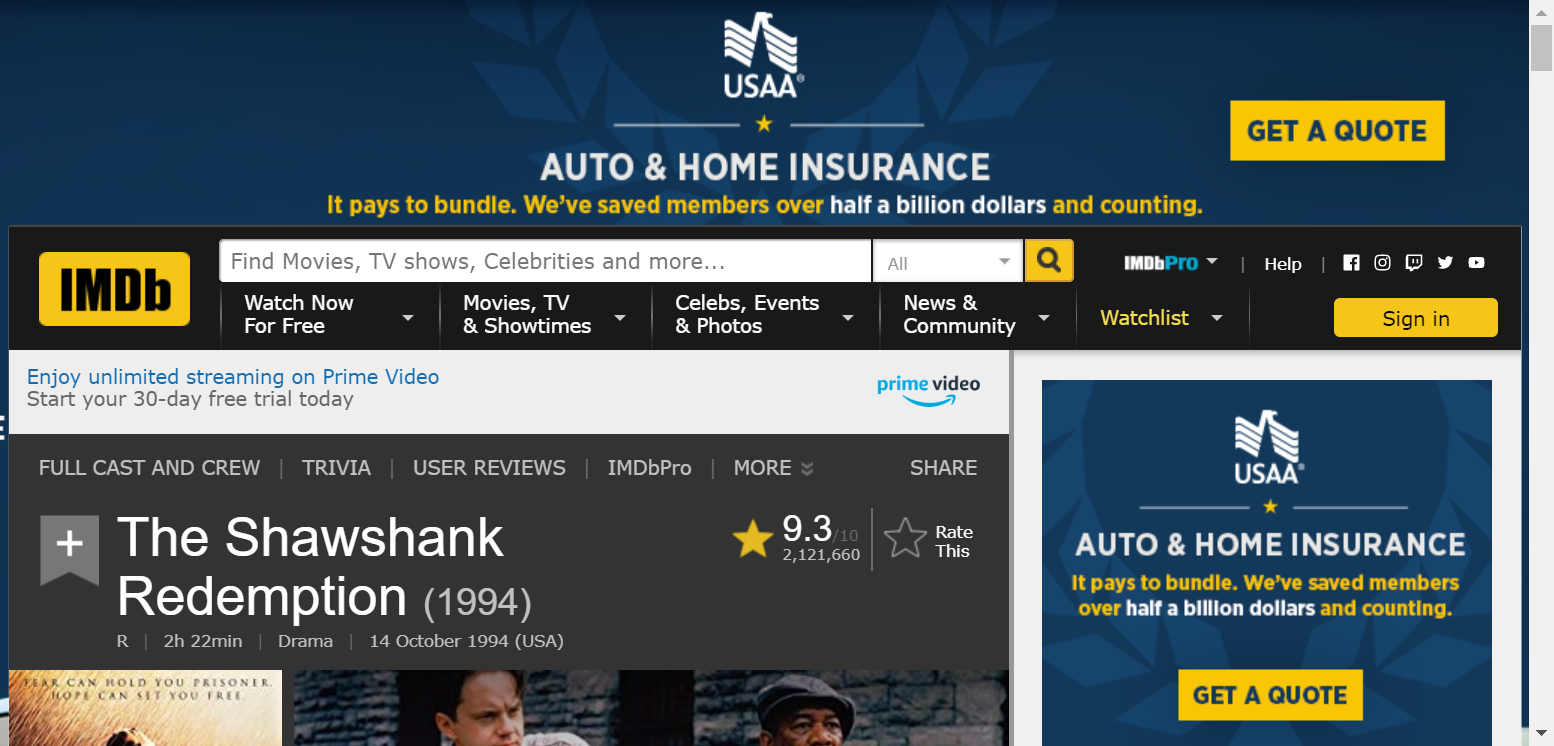 USAA®
AUTO & HOME INSURANCE
It pays to bundle. We've saved members over half a billion dollars and counting.
GET A QUOTE
IMDb
Find Movies, TV shows, Celebrities and more...
All
IMDbPro
|
Help
|
Watch Now
For Free
Movies, TV
& Showtimes
Celebs, Events
& Photos
News &
Community
Watchlist
Sign in
Enjoy unlimited streaming on Prime Video
Start your 30-day free trial today
prime video
FULL CAST AND CREW | TRIVIA | USER REVIEWS | IMDbPro | MORE
SHARE
+
The Shawshank
Redemption (1994)
R | 2h 22min | Drama | 14 October 1994 (USA)
9.3/10
2,121,660
Rate
This
FEAR CAN HOLD YOU PRISONER.
HOPE CAN SET YOU FREE.
USAA®
AUTO & HOME INSURANCE
It pays to bundle. We've saved members
over half a billion dollars and counting.
GET A QUOTE